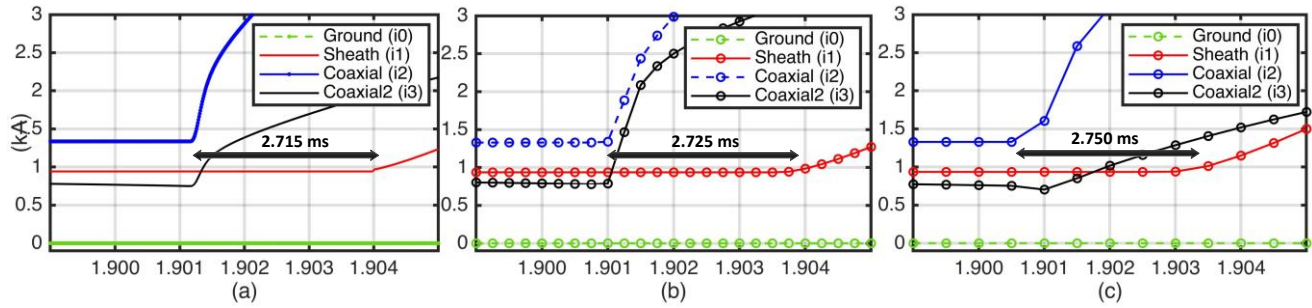 3
2.5
2
1.5
1
0.5
0
(kA)
Ground (i0)
Sheath (i1)
Coaxial (i2)
Coaxial2 (i3)
2.715 ms
1.900 1.901 1.902 1.903 1.904
(a)
3
2.5
2
1.5
1
0.5
0
Ground (i0)
Sheath (i1)
Coaxial (i2)
Coaxial2 (i3)
2.725 ms
1.900 1.901 1.902 1.903 1.904
(b)
3
2.5
2
1.5
1
0.5
0
Ground (i0)
Sheath (i1)
Coaxial (i2)
Coaxial2 (i3)
2.750 ms
1.900 1.901 1.902 1.903 1.904
(c)